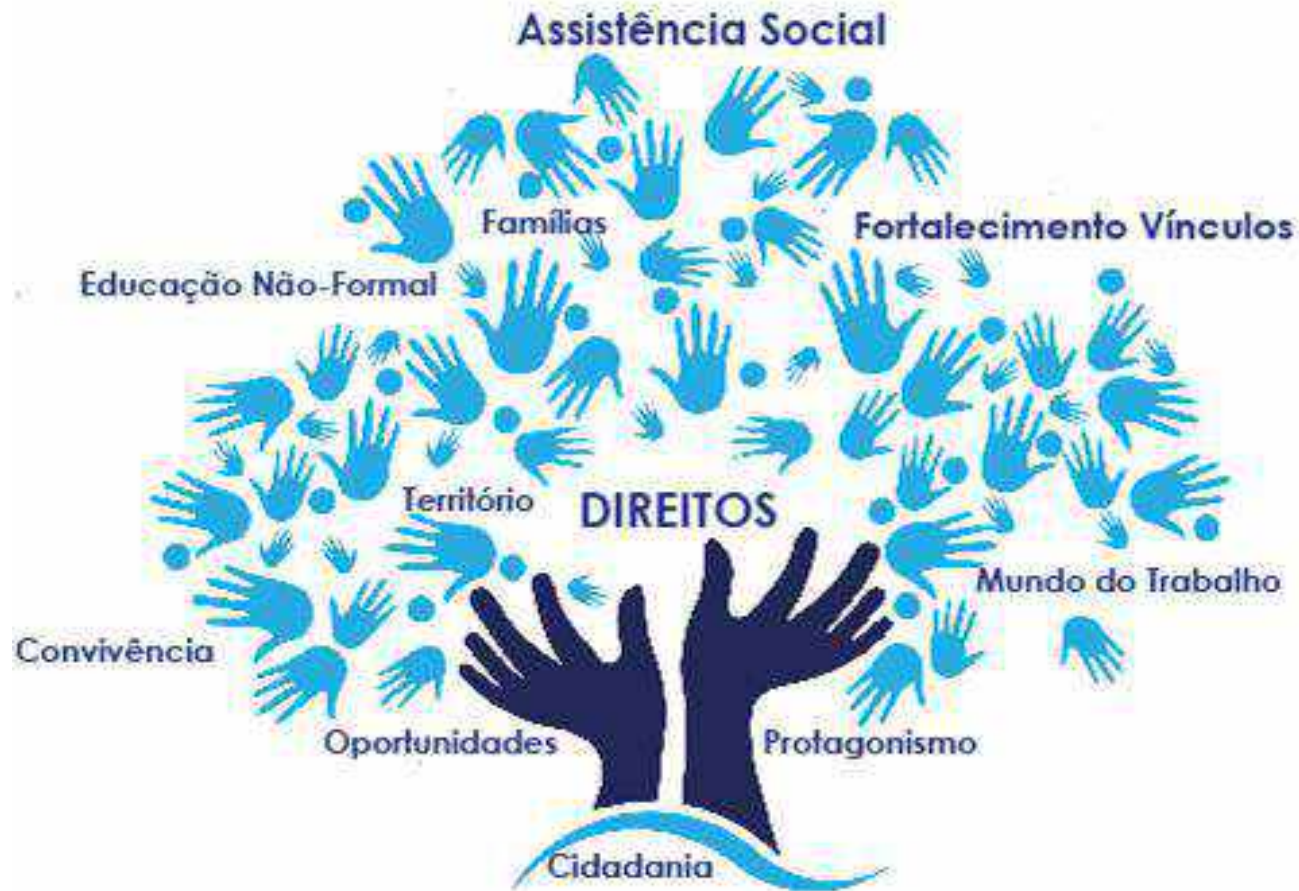 Assistência Social
Famílias
Fortalecimento Vínculos
Educação Não-Formal
Território
DIREITOS
Mundo do Trabalho
Convivência
Oportunidades
Protagonismo
Cidadania